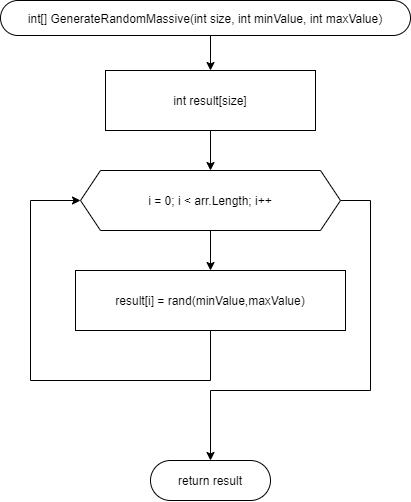 int[] GenerateRandomMassive(int size, int minValue, int maxValue)
int result[size]
i = 0; i < arr.Length; i++
result[i] = rand(minValue,maxValue)
return result